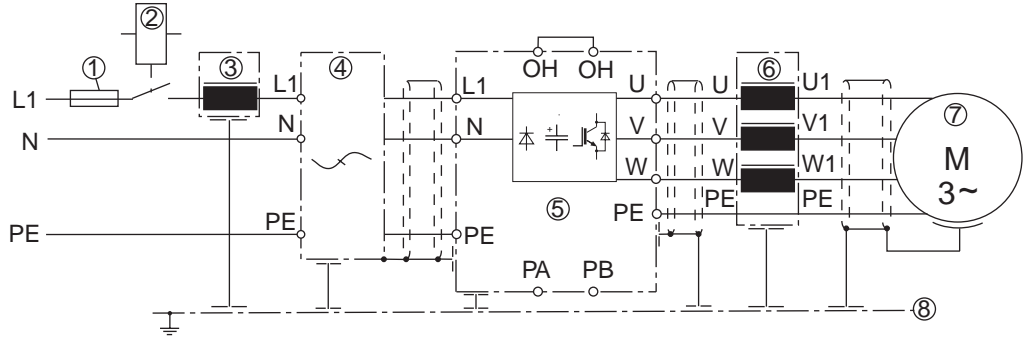 ②
① ③ ④ OH OH ⑥
L1 L1 L1 U U U1 ⑦
N N N V V V1 M
W W W1 3~
⑤
PE PE PE PE PE PE
PA PB
⑧